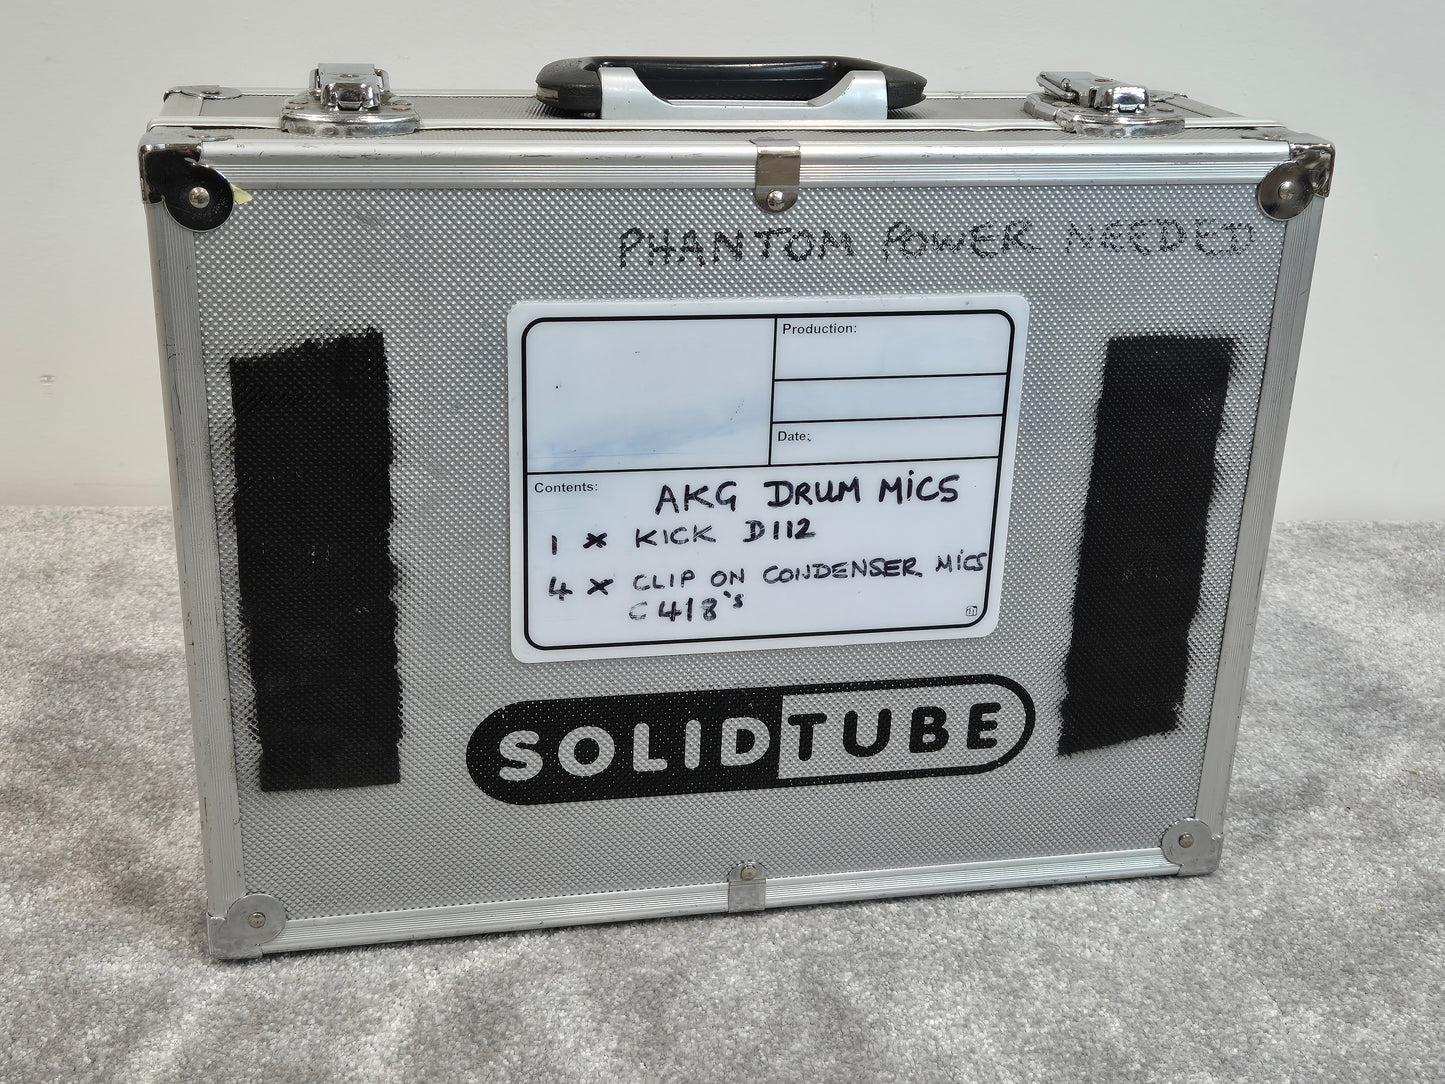 PHANTOM POWER NEEDED
Production:
Date:
Contents:
AKG DRUM MiCS
1 x KICK D112
4 x CLIP ON CONDENSER MiCS
C418's
SOLIDTUBE